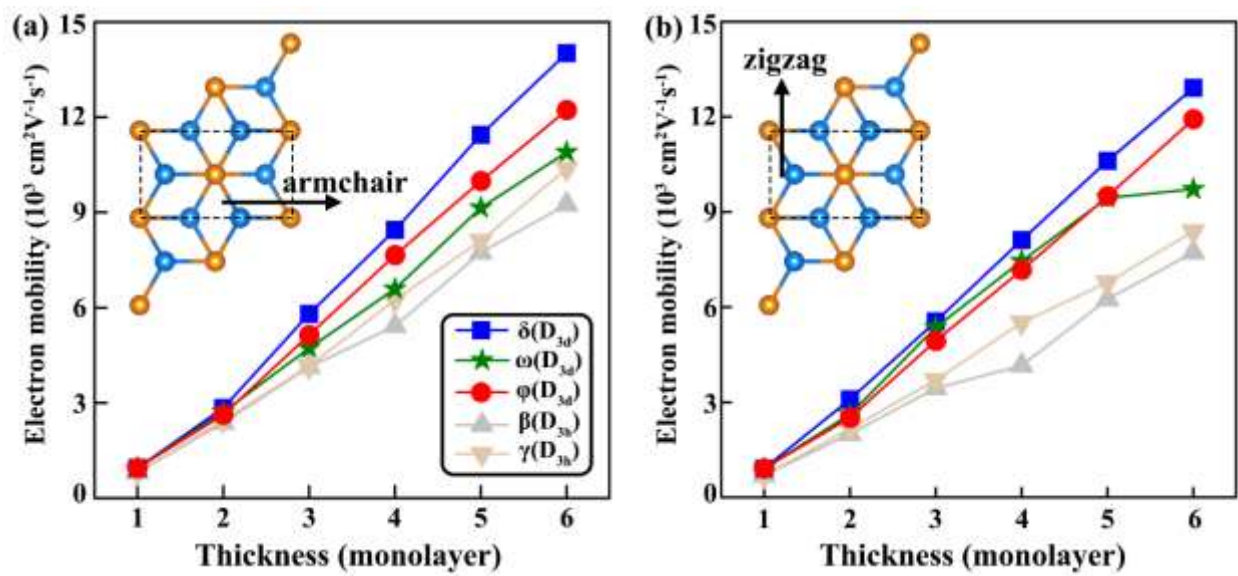 (a)
Electron mobility (10³ cm²V⁻¹s⁻¹)
15
12
9
6
3
0
armchair
δ(D₃d)
ω(D₃d)
φ(D₃d)
β(D₃h)
γ(D₃h)
1 2 3 4 5 6
Thickness (monolayer)
(b)
Electron mobility (10³ cm²V⁻¹s⁻¹)
15
12
9
6
3
0
zigzag
1 2 3 4 5 6
Thickness (monolayer)